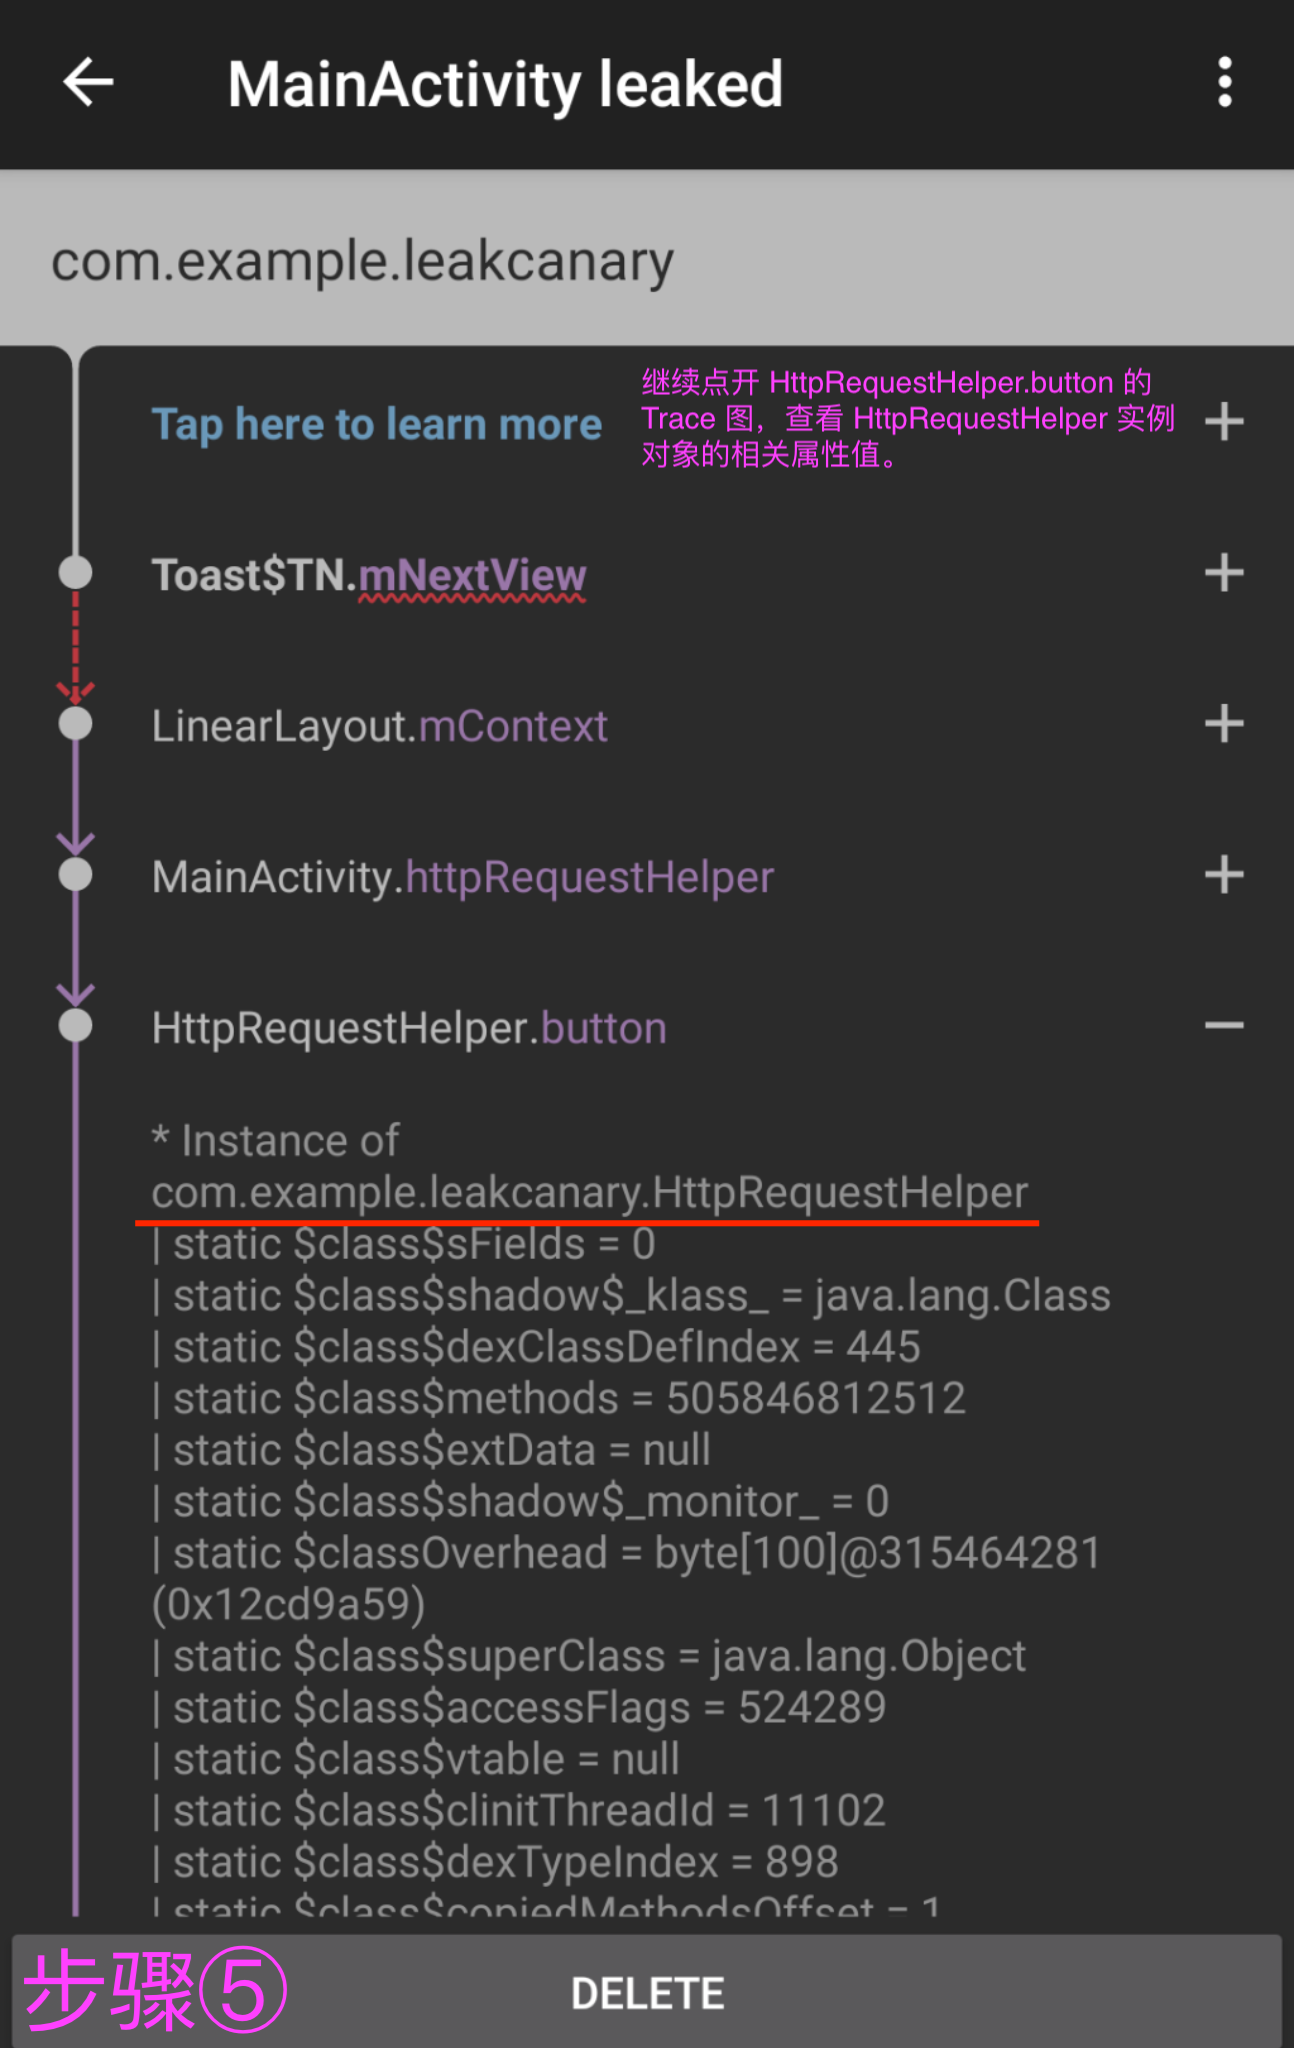 MainActivity leaked
com.example.leakcanary
Tap here to learn more
继续点开 HttpRequestHelper.button 的
Trace 图，查看 HttpRequestHelper 实例
对象的相关属性值。
Toast$TN.mNextView
LinearLayout.mContext
MainActivity.httpRequestHelper
HttpRequestHelper.button
* Instance of
com.example.leakcanary.HttpRequestHelper
| static $class$sFields = 0
| static $class$shadow$_klass_ = java.lang.Class
| static $class$dexClassDefIndex = 445
| static $class$methods = 505846812512
| static $class$extData = null
| static $class$shadow$_monitor_ = 0
| static $classOverhead = byte[100]@315464281
(0x12cd9a59)
| static $class$superClass = java.lang.Object
| static $class$accessFlags = 524289
| static $class$vtable = null
| static $class$clinitThreadId = 11102
| static $class$dexTypeIndex = 898
| static $class$copiedMethodsOffset = 1
步骤⑤
DELETE